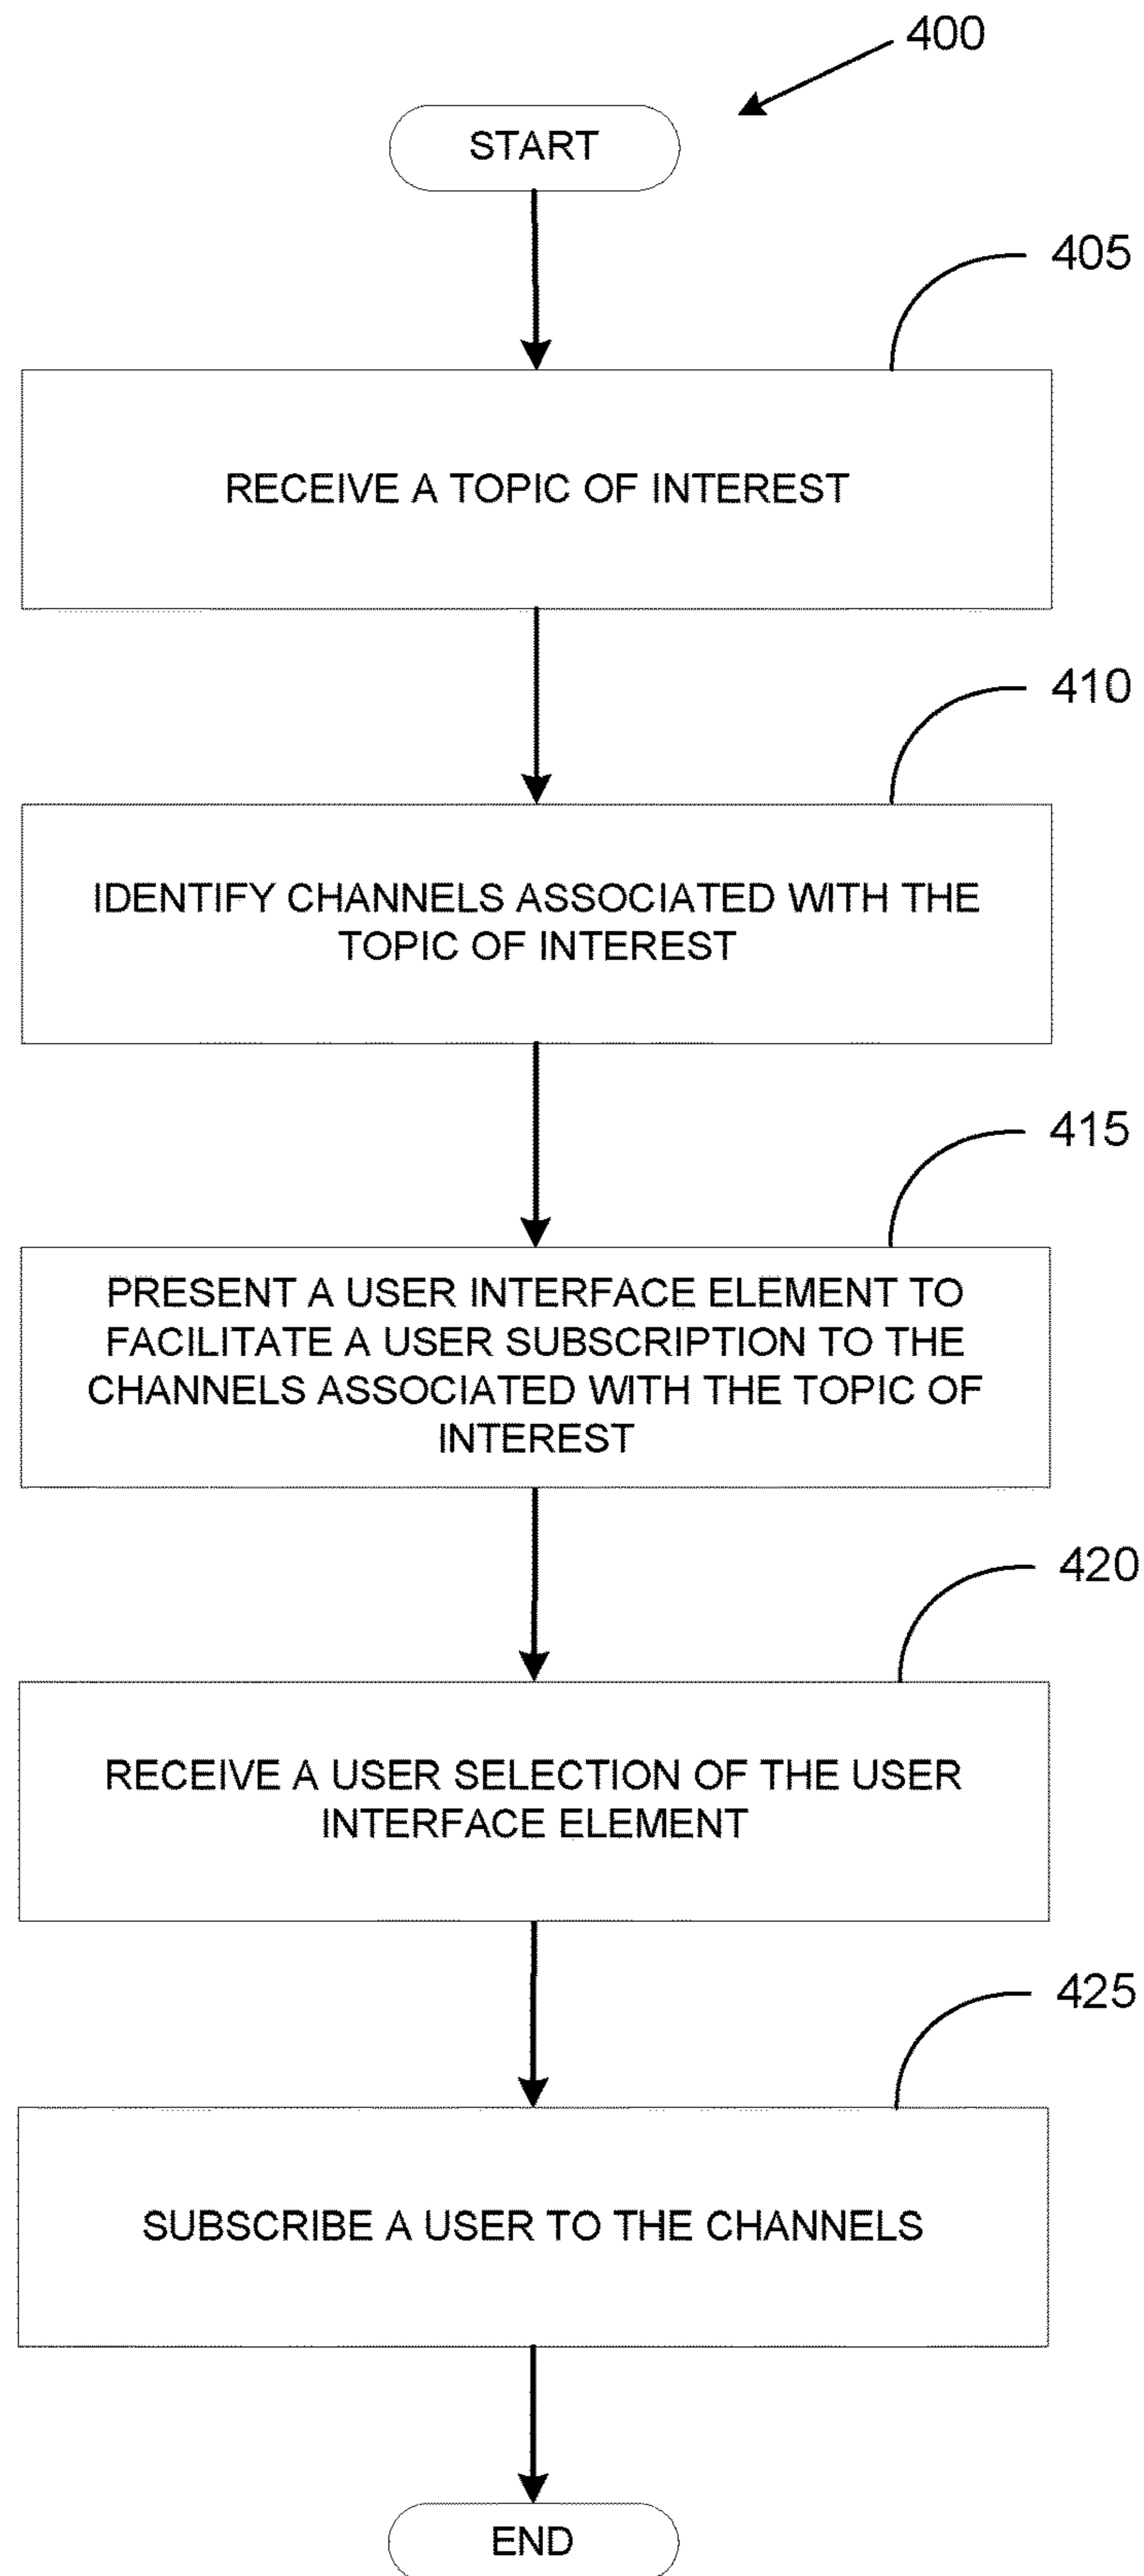 400
START
405
RECEIVE A TOPIC OF INTEREST
410
IDENTIFY CHANNELS ASSOCIATED WITH THE
TOPIC OF INTEREST
415
PRESENT A USER INTERFACE ELEMENT TO
FACILITATE A USER SUBSCRIPTION TO THE
CHANNELS ASSOCIATED WITH THE TOPIC OF
INTEREST
420
RECEIVE A USER SELECTION OF THE USER
INTERFACE ELEMENT
425
SUBSCRIBE A USER TO THE CHANNELS
END